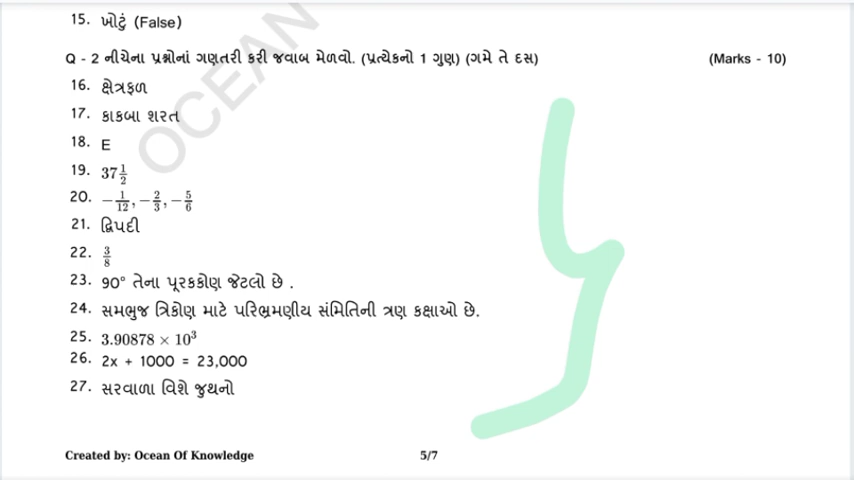 15. ખોટું (False)
Q - 2 નીચેના પ્રશ્નોનાં ગણતરી કરી જવાબ મેળવો. (પ્રત્યેકનો 1 ગુણ) (ગમે તે દસ) (Marks - 10)
16. ક્ષેત્રફળ
17. કાકબા શરત
18. E
19. 37 1/2
20. -1/12, -2/3, -5/6
21. દ્વિપદી
22. 3/8
23. 90° તેના પૂરકકોણ જેટલો છે .
24. સમભુજ ત્રિકોણ માટે પરિભ્રમણીય સંમિતિની ત્રણ કક્ષાઓ છે.
25. 3.90878 × 10³
26. 2x + 1000 = 23,000
27. સરવાળા વિશે જુથનો
OCEAN
Created by: Ocean Of Knowledge 5/7